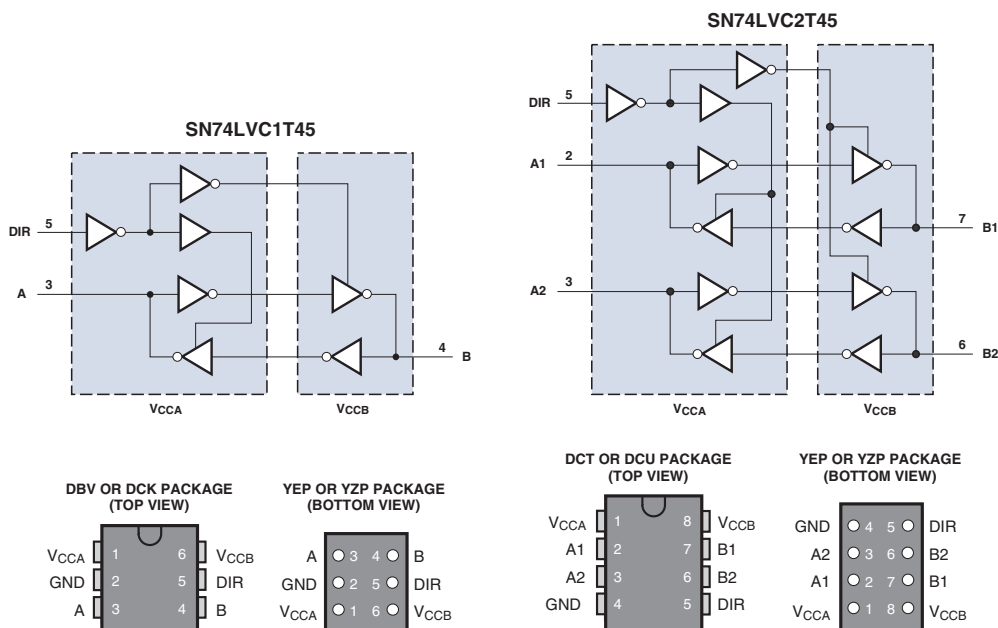 SN74LVC2T45
DIR 5
A1 2
7 B1
A2 3
6 B2
VCCA VCCB
SN74LVC1T45
DIR 5
A 3
4 B
VCCA VCCB
DBV OR DCK PACKAGE
(TOP VIEW)
VCCA 1 6 VCCB
GND 2 5 DIR
A 3 4 B
YEP OR YZP PACKAGE
(BOTTOM VIEW)
A 3 4 B
GND 2 5 DIR
VCCA 1 6 VCCB
DCT OR DCU PACKAGE
(TOP VIEW)
VCCA 1 8 VCCB
A1 2 7 B1
A2 3 6 B2
GND 4 5 DIR
YEP OR YZP PACKAGE
(BOTTOM VIEW)
GND 4 5 DIR
A2 3 6 B2
A1 2 7 B1
VCCA 1 8 VCCB